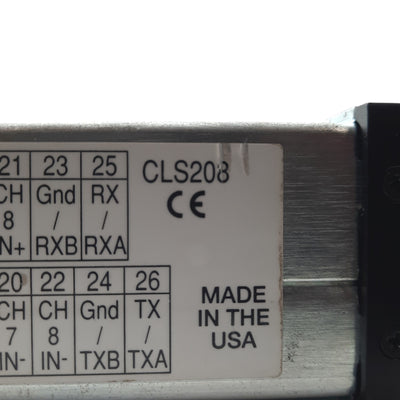 21 23 25 CLS208
CH Gnd RX CE
8 / /
IN+ RXB RXA
20 22 24 26
CH CH Gnd TX MADE
7 8 / / IN THE
IN- IN- TXB TXA USA